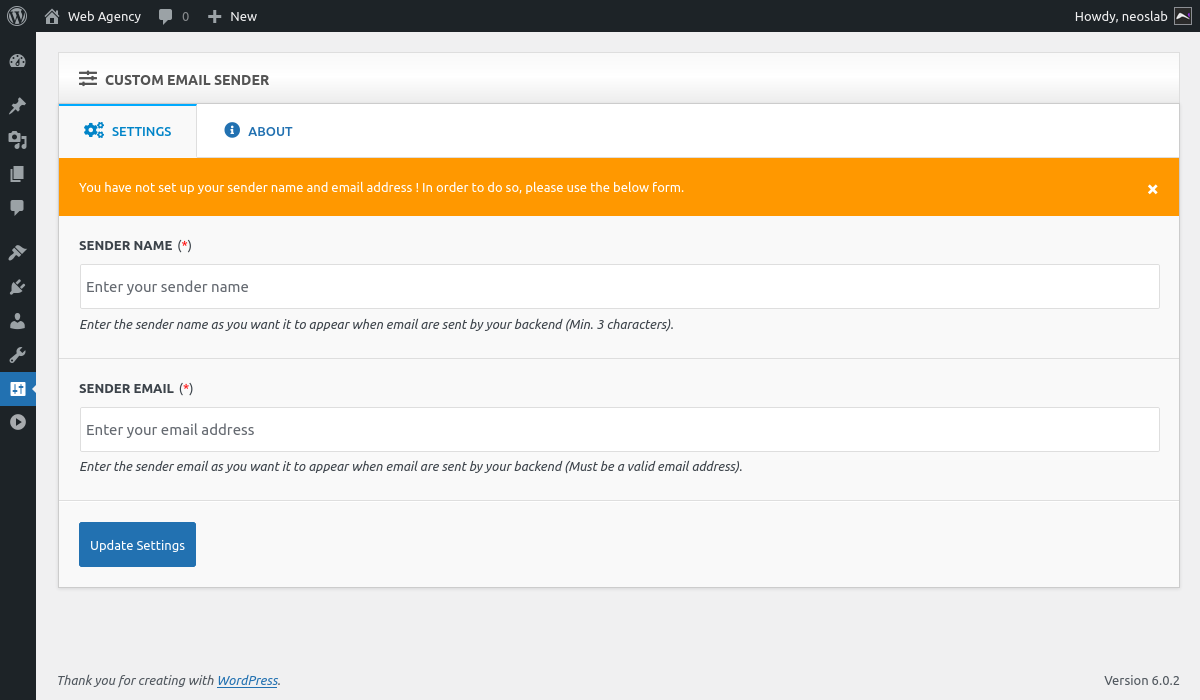 Web Agency 0 New Howdy, neoslab
CUSTOM EMAIL SENDER
SETTINGS ABOUT
You have not set up your sender name and email address ! In order to do so, please use the below form.
SENDER NAME (*)
Enter your sender name
Enter the sender name as you want it to appear when email are sent by your backend (Min. 3 characters).
SENDER EMAIL (*)
Enter your email address
Enter the sender email as you want it to appear when email are sent by your backend (Must be a valid email address).
Update Settings
Thank you for creating with WordPress. Version 6.0.2